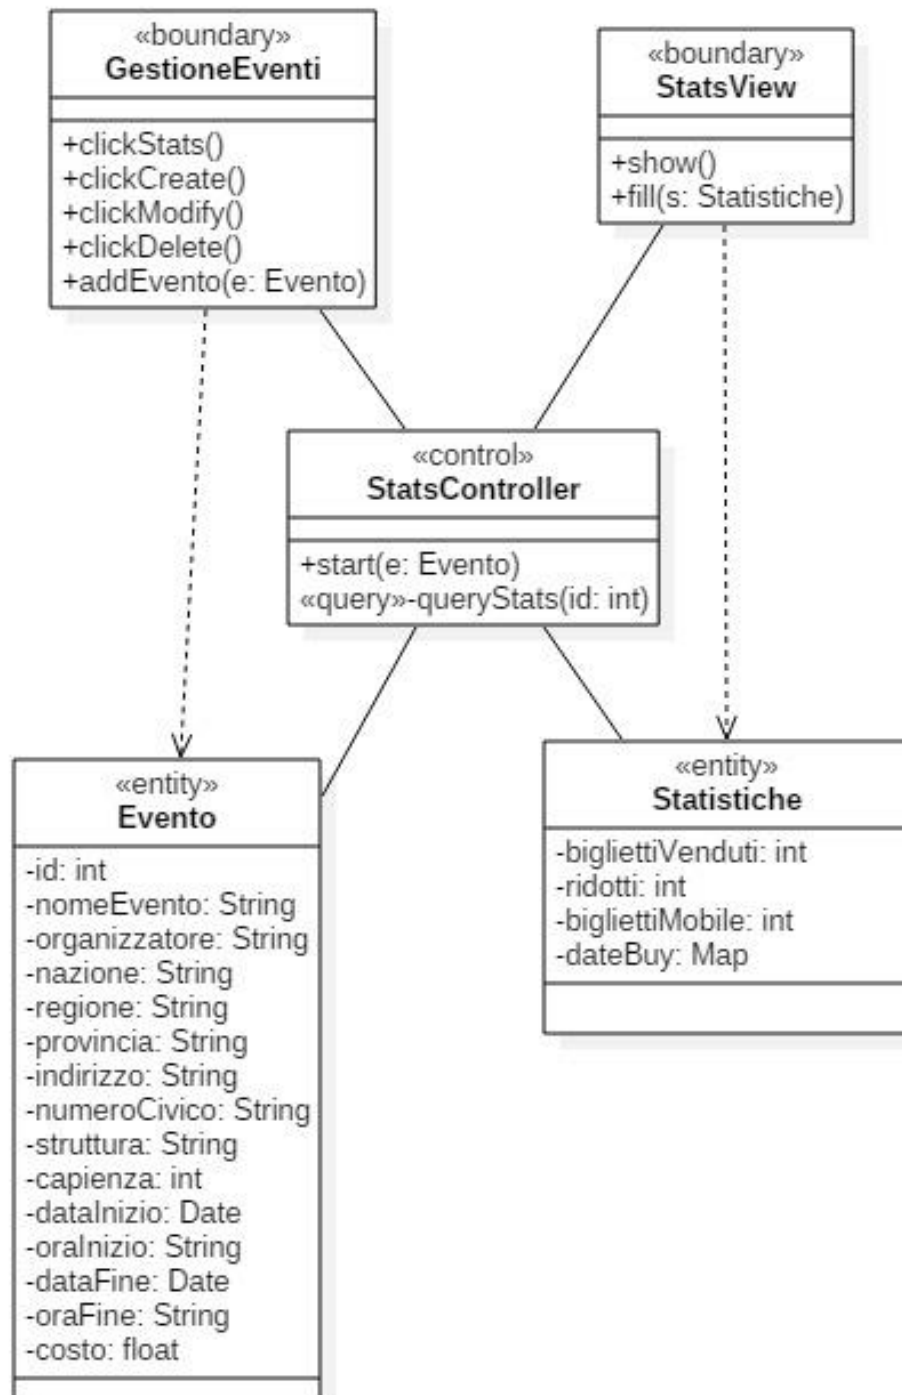 «boundary»
GestioneEventi
+clickStats()
+clickCreate()
+clickModify()
+clickDelete()
+addEvento(e: Evento)
«boundary»
StatsView
+show()
+fill(s: Statistiche)
«control»
StatsController
+start(e: Evento)
«query»-queryStats(id: int)
«entity»
Evento
-id: int
-nomeEvento: String
-organizzatore: String
-nazione: String
-regione: String
-provincia: String
-indirizzo: String
-numeroCivico: String
-struttura: String
-capienza: int
-dataInizio: Date
-oraInizio: String
-dataFine: Date
-oraFine: String
-costo: float
«entity»
Statistiche
-bigliettiVenduti: int
-ridotti: int
-bigliettiMobile: int
-dateBuy: Map